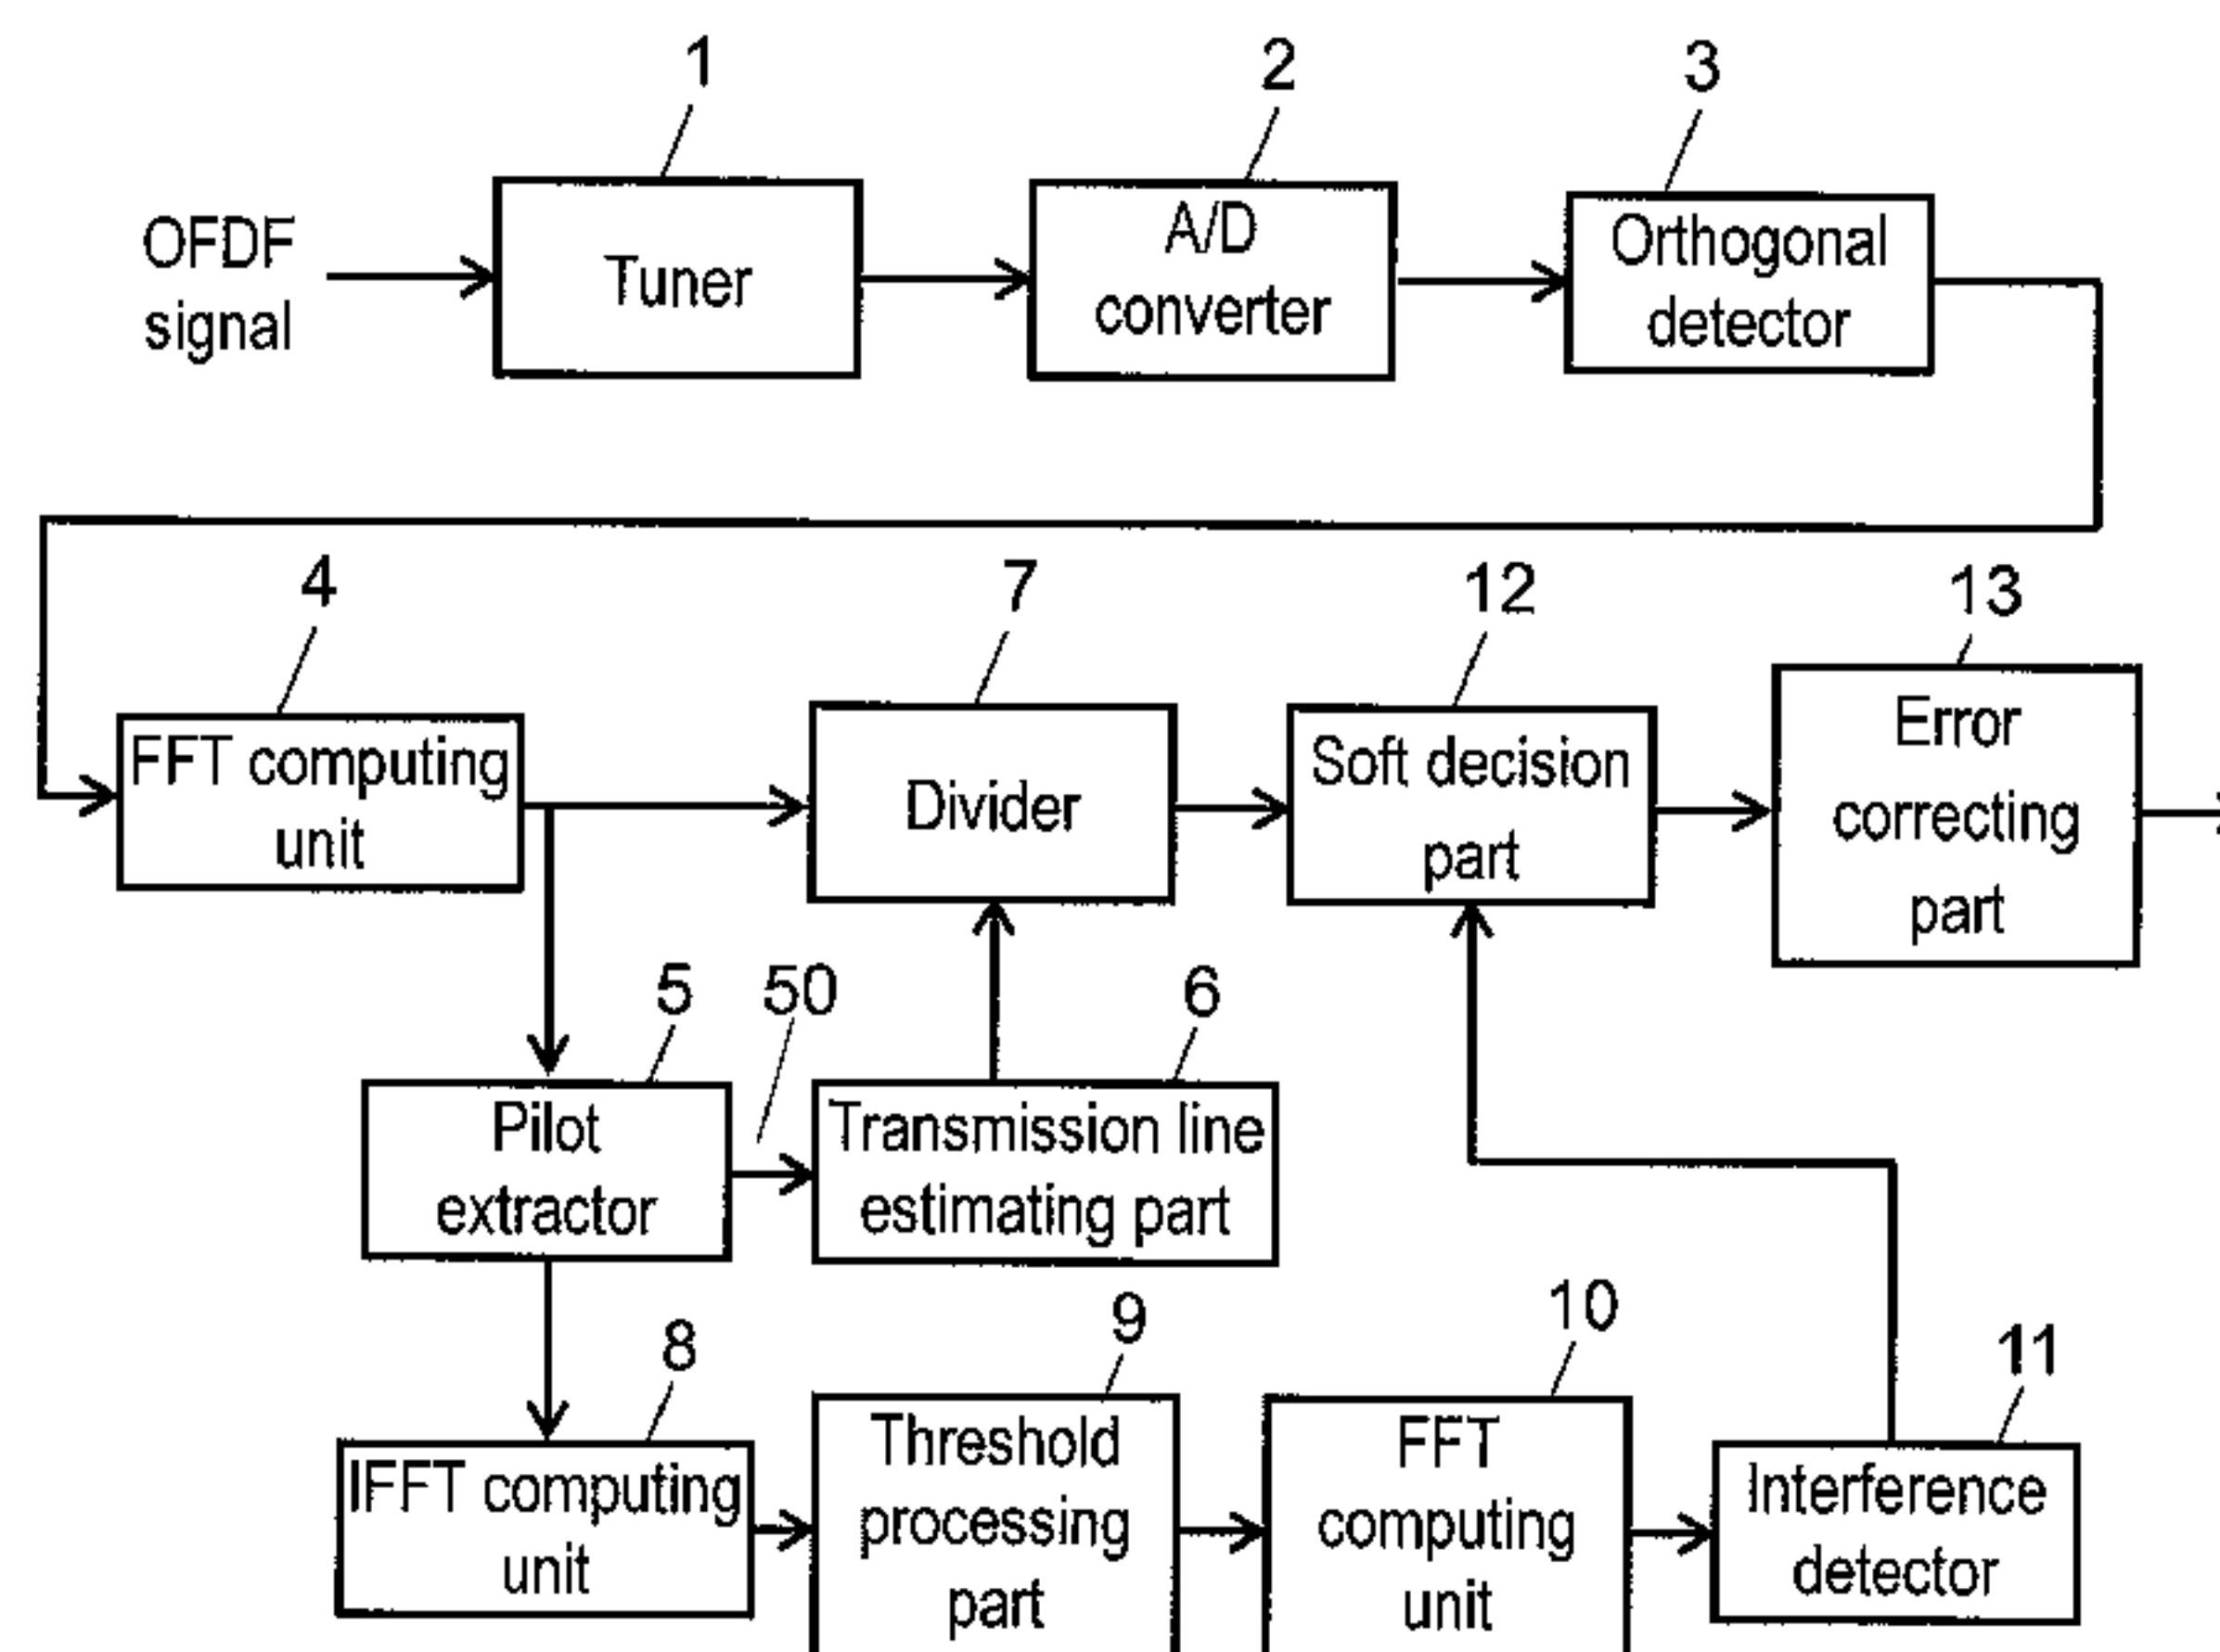 1
2
3
OFDF
signal
Tuner
A/D
converter
Orthogonal
detector
4
7
12
13
FFT computing
unit
Divider
Soft decision
part
Error
correcting
part
5
50
6
Pilot
extractor
Transmission line
estimating part
8
9
10
11
IFFT computing
unit
Threshold
processing
part
FFT
computing
unit
Interference
detector